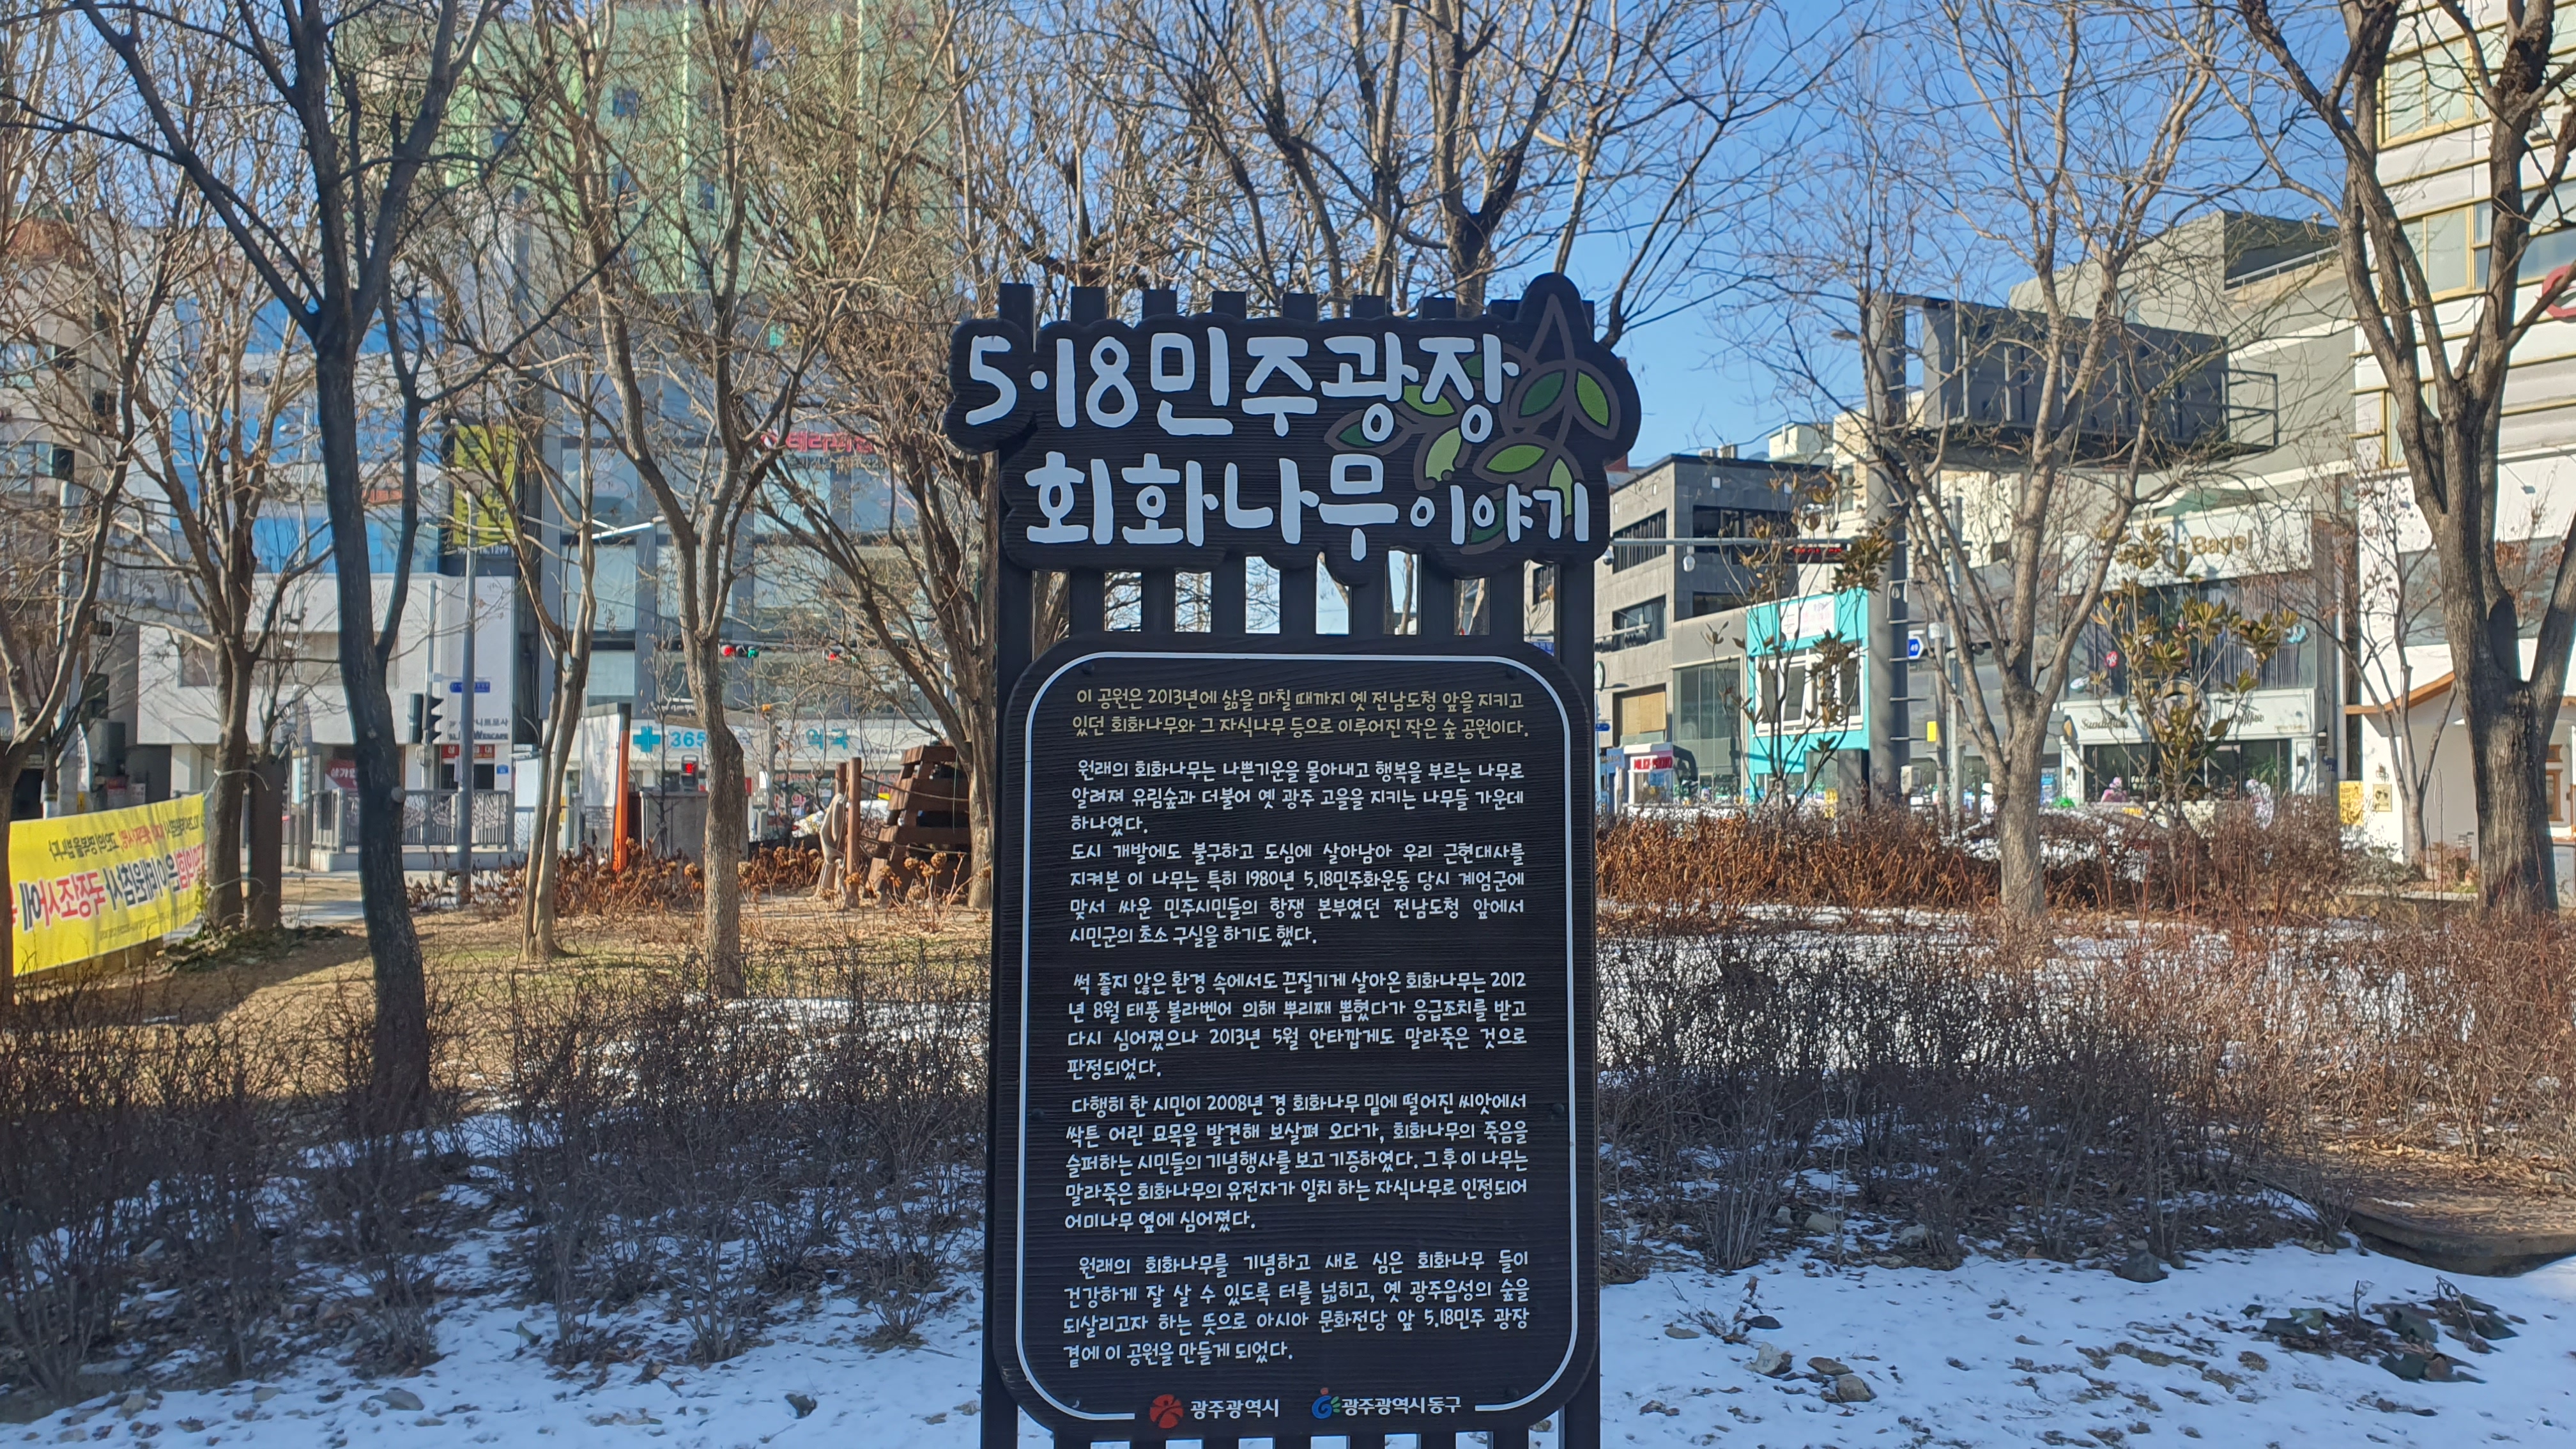 5·18민주광장
회화나무이야기
이 공원은 2013년에 삶을 마칠 때까지 옛 전남도청 앞을 지키고
있던 회화나무와 그 자식나무 등으로 이루어진 작은 숲 공원이다.
원래의 회화나무는 나쁜기운을 몰아내고 행복을 부르는 나무로
알려져 유림숲과 더불어 옛 광주 고을을 지키는 나무들 가운데
하나였다.
도시 개발에도 불구하고 도심에 살아남아 우리 근현대사를
지켜본 이 나무는 특히 1980년 5.18민주화운동 당시 계엄군에
맞서 싸운 민주시민들의 항쟁 본부였던 전남도청 앞에서
시민군의 초소 구실을 하기도 했다.
썩 좋지 않은 환경 속에서도 끈질기게 살아온 회화나무는 2012
년 8월 태풍 볼라벤어 의해 뿌리째 뽑혔다가 응급조치를 받고
다시 심어졌으나 2013년 5월 안타깝게도 말라죽은 것으로
판정되었다.
다행히 한 시민이 2008년 경 회화나무 밑에 떨어진 씨앗에서
싹튼 어린 묘목을 발견해 보살펴 오다가, 회화나무의 죽음을
슬퍼하는 시민들의 기념행사를 보고 기증하였다. 그 후 이 나무는
말라죽은 회화나무의 유전자가 일치 하는 자식나무로 인정되어
어미나무 옆에 심어졌다.
원래의 회화나무를 기념하고 새로 심은 회화나무 들이
건강하게 잘 살 수 있도록 터를 넓히고, 옛 광주읍성의 숲을
되살리고자 하는 뜻으로 아시아 문화전당 앞 5.18민주 광장
곁에 이 공원을 만들게 되었다.
광주광역시 광주광역시동구
365
약국
Bagel
49